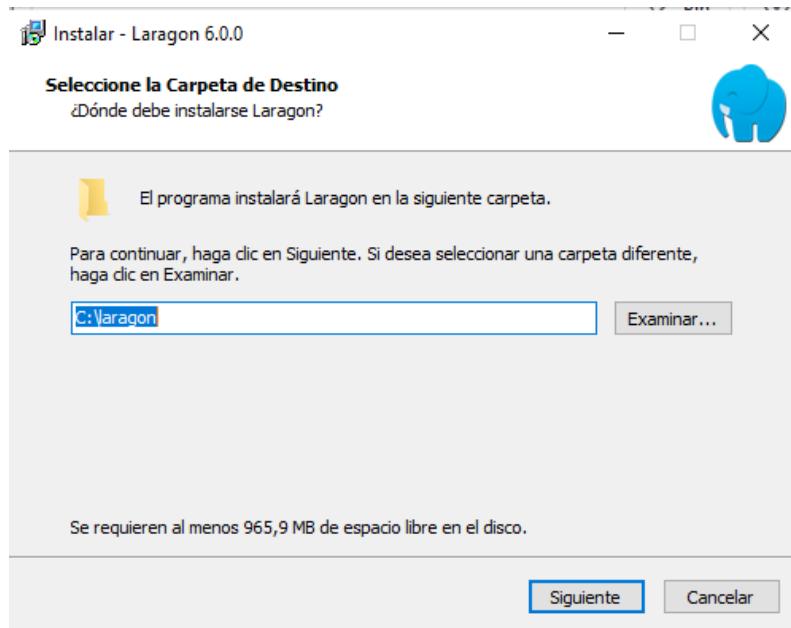 Instalar - Laragon 6.0.0
Seleccione la Carpeta de Destino
¿Dónde debe instalarse Laragon?
El programa instalará Laragon en la siguiente carpeta.
Para continuar, haga clic en Siguiente. Si desea seleccionar una carpeta diferente,
haga clic en Examinar.
C:\laragon
Examinar...
Se requieren al menos 965,9 MB de espacio libre en el disco.
Siguiente
Cancelar